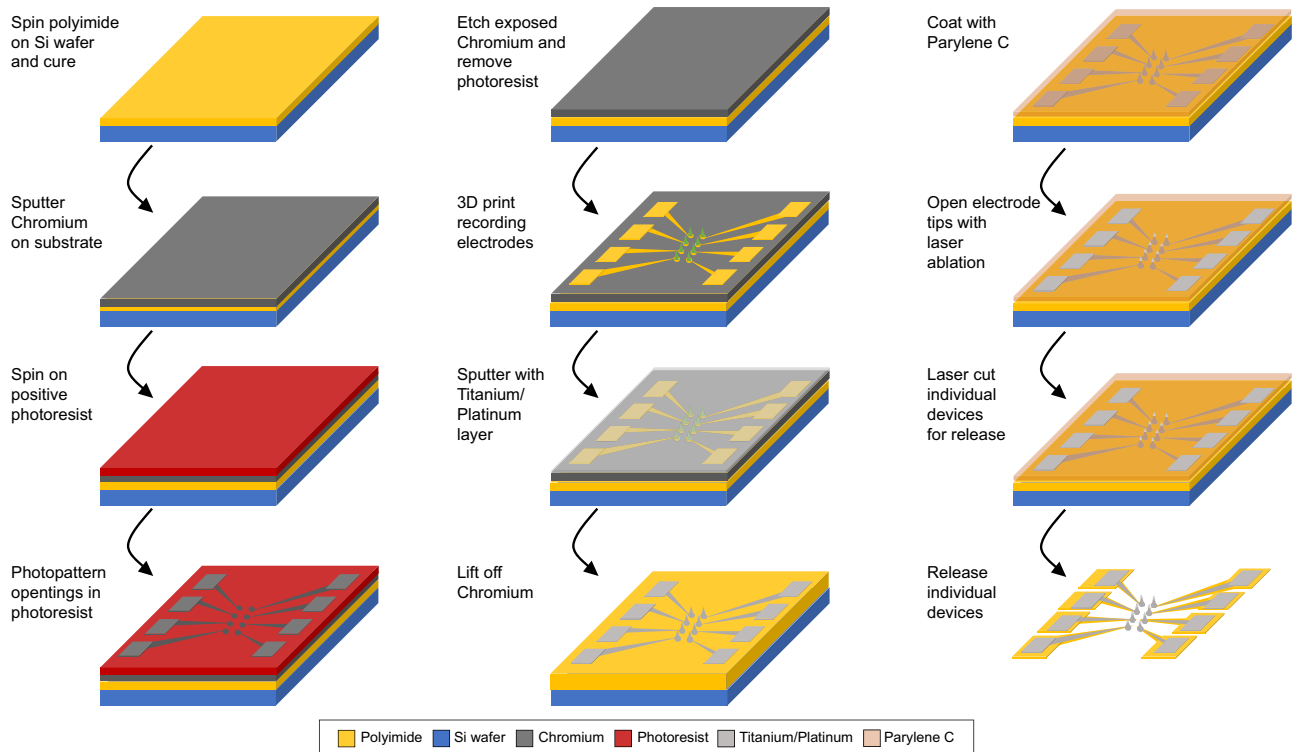 Spin polyimide
on Si wafer
and cure
Sputter
Chromium
on substrate
Spin on
positive
photoresist
Photopattern
opentings in
photoresist
Etch exposed
Chromium and
remove
photoresist
3D print
recording
electrodes
Sputter with
Titanium/
Platinum
layer
Lift off
Chromium
Coat with
Parylene C
Open electrode
tips with
laser
ablation
Laser cut
individual
devices
for release
Release
individual
devices
Polyimide Si wafer Chromium Photoresist Titanium/Platinum Parylene C